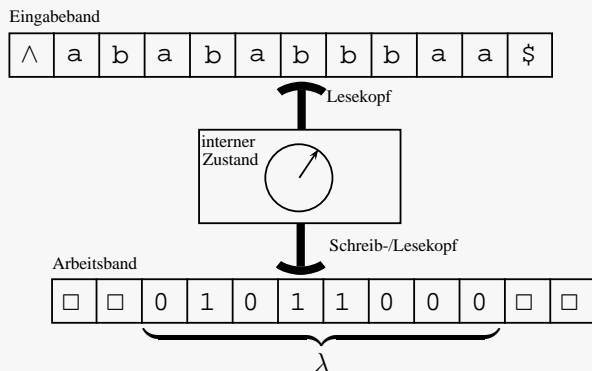 Eingabeband
∧ a b a b a b b b a a $
Lesekopf
interner
Zustand
Schreib-/Lesekopf
Arbeitsband
□ □ 0 1 0 1 1 0 0 0 □ □
λ